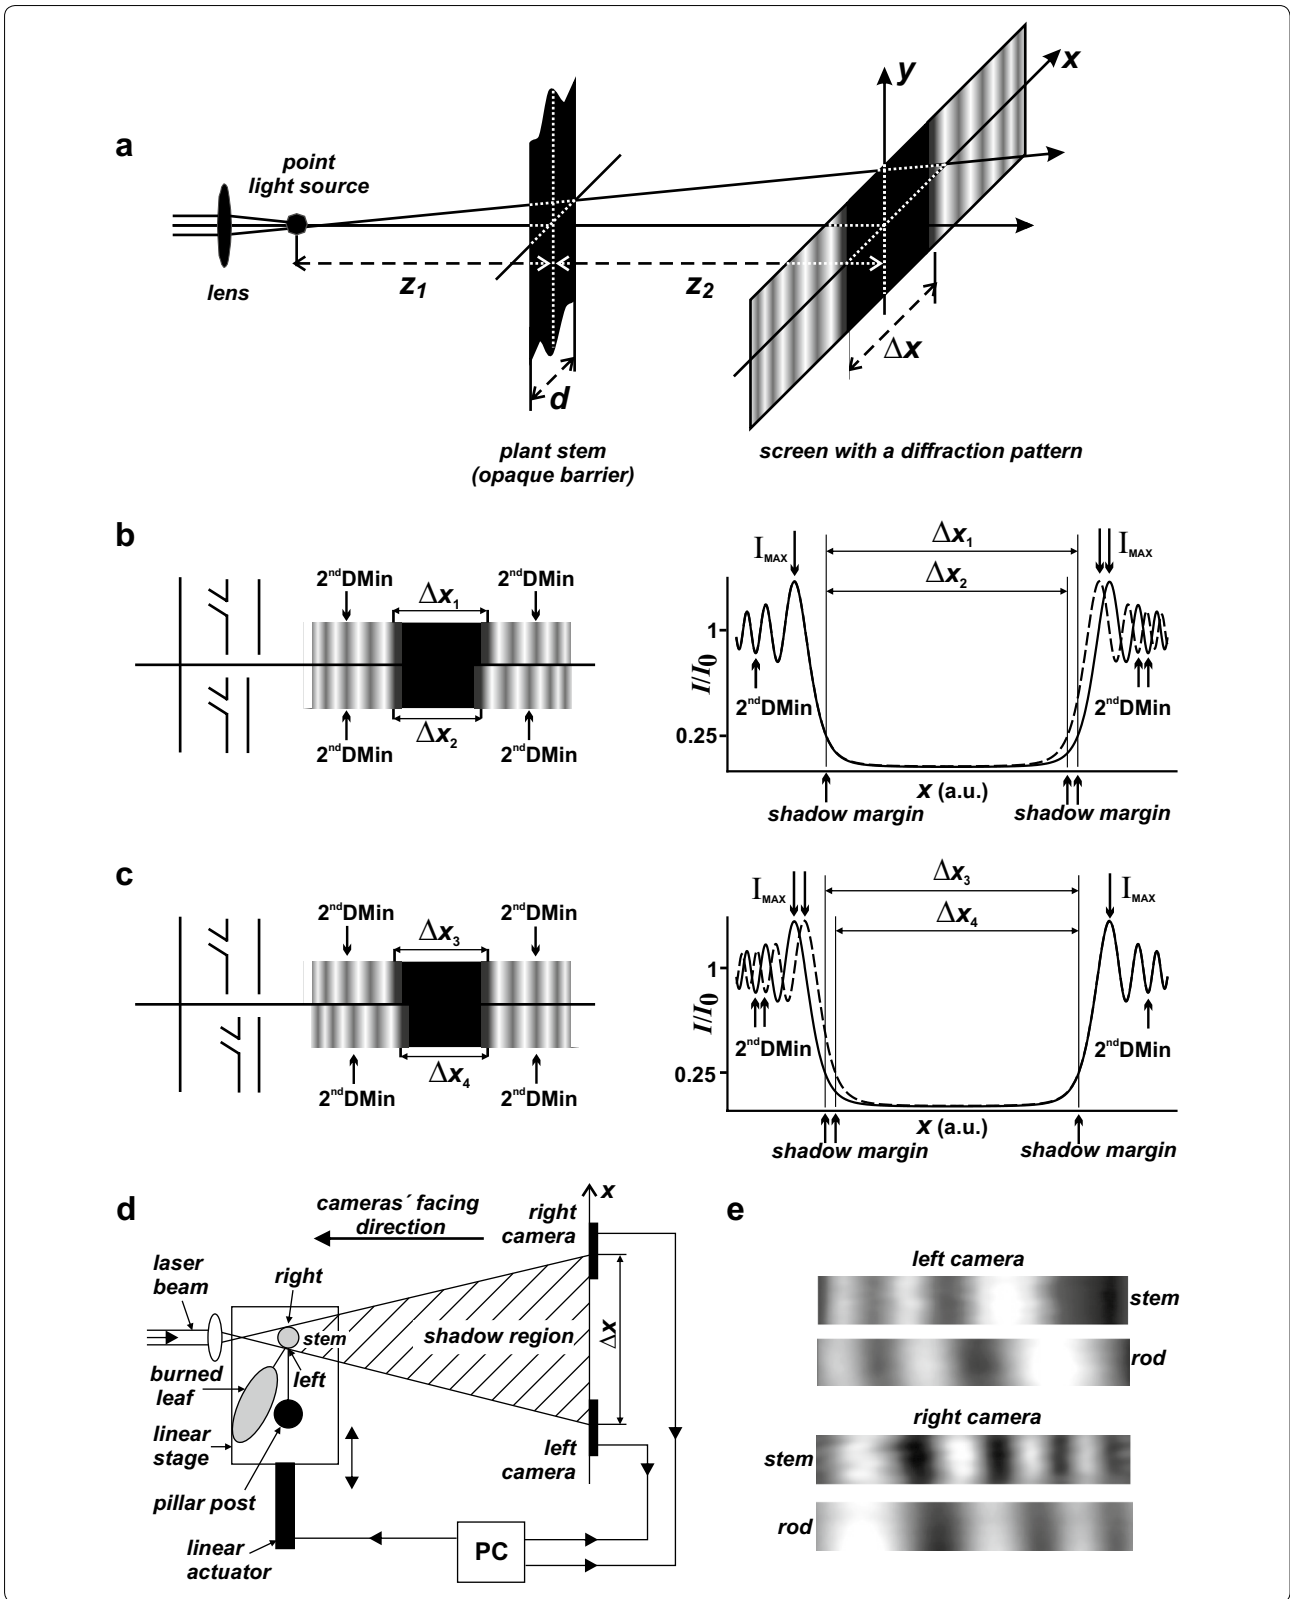 a
point
light source
lens
z1
z2
d
y
x
Δx
plant stem
(opaque barrier)
screen with a diffraction pattern
b
2ndDMin
2ndDMin
Δx1
Δx2
2ndDMin
2ndDMin
IMAX
Δx1
IMAX
Δx2
1
I/I0
0.25
2ndDMin
2ndDMin
x (a.u.)
shadow margin
shadow margin
c
2ndDMin
2ndDMin
Δx3
Δx4
2ndDMin
2ndDMin
IMAX
Δx3
IMAX
Δx4
1
I/I0
0.25
2ndDMin
2ndDMin
x (a.u.)
shadow margin
shadow margin
d
cameras´ facing
direction
x
right
camera
laser
beam
right
stem
shadow region
Δx
burned
leaf
left
linear
stage
left
camera
pillar post
linear
actuator
PC
e
left camera
stem
rod
right camera
stem
rod